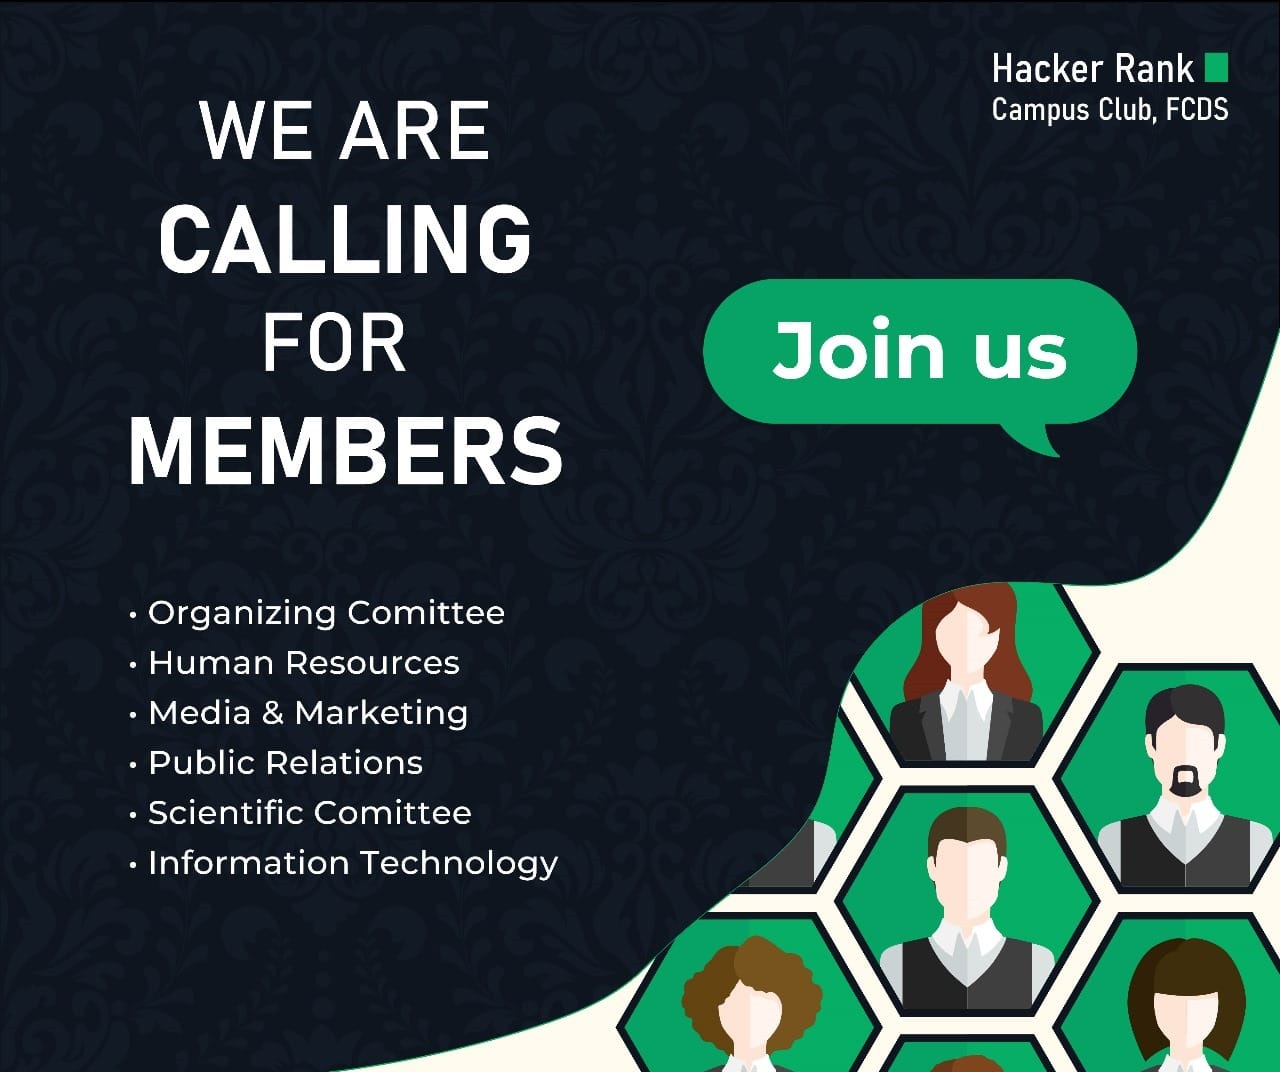 Hacker Rank
Campus Club, FCDS
WE ARE
CALLING
FOR
MEMBERS
Join us
• Organizing Comittee
• Human Resources
• Media & Marketing
• Public Relations
• Scientific Comittee
• Information Technology